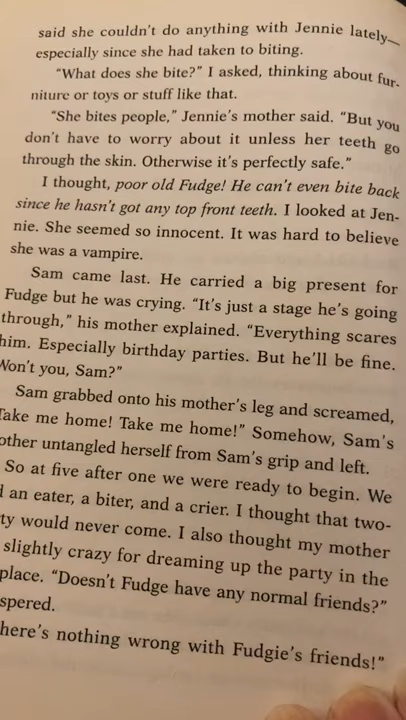 said she couldn't do anything with Jennie lately—
especially since she had taken to biting.
"What does she bite?" I asked, thinking about fur-
niture or toys or stuff like that.
"She bites people," Jennie's mother said. "But you
don't have to worry about it unless her teeth go
through the skin. Otherwise it's perfectly safe."
I thought, poor old Fudge! He can't even bite back
since he hasn't got any top front teeth. I looked at Jen-
nie. She seemed so innocent. It was hard to believe
she was a vampire.
Sam came last. He carried a big present for
Fudge but he was crying. "It's just a stage he's going
through," his mother explained. "Everything scares
him. Especially birthday parties. But he'll be fine.
Won't you, Sam?"
Sam grabbed onto his mother's leg and screamed,
Take me home! Take me home!" Somehow, Sam's
other untangled herself from Sam's grip and left.
So at five after one we were ready to begin. We
d an eater, a biter, and a crier. I thought that two-
ty would never come. I also thought my mother
slightly crazy for dreaming up the party in the
place. "Doesn't Fudge have any normal friends?"
spered.
here's nothing wrong with Fudgie's friends!"